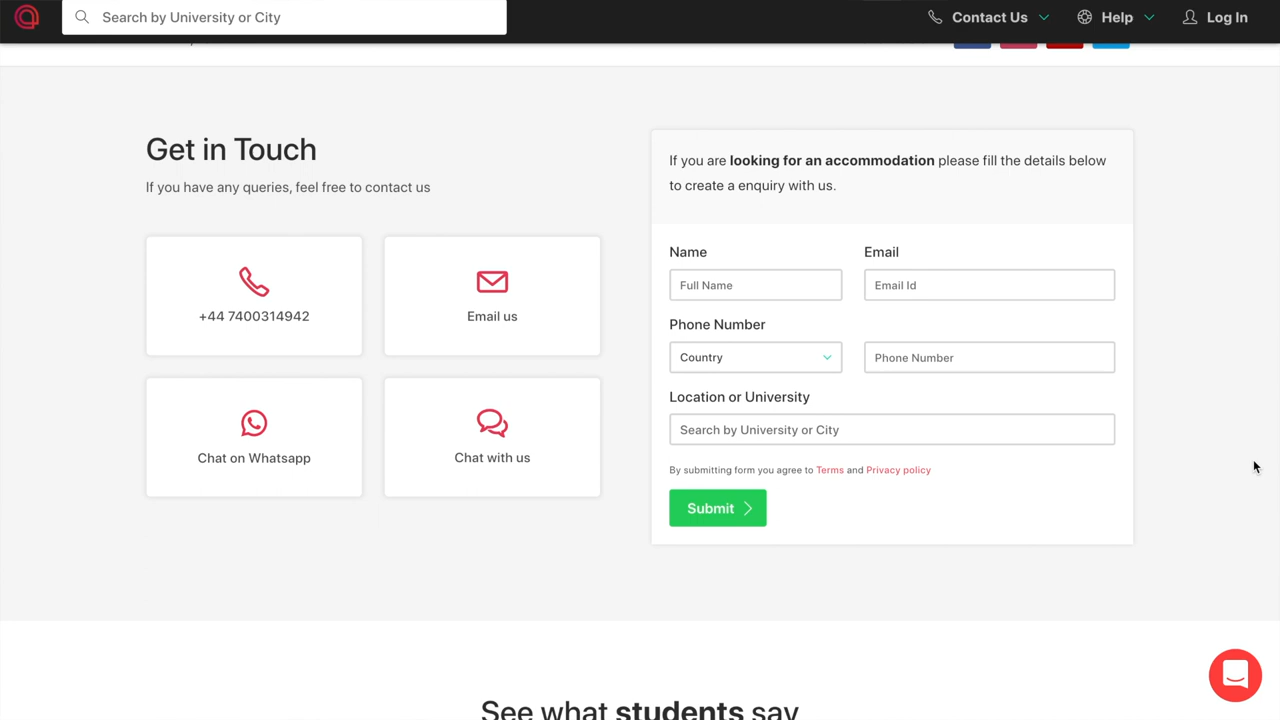 Search by University or City
Contact Us
Help
Log In
Get in Touch
If you have any queries, feel free to contact us
+44 7400314942
Email us
Chat on Whatsapp
Chat with us
If you are looking for an accommodation please fill the details below
to create a enquiry with us.
Name
Email
Full Name
Email Id
Phone Number
Country
Phone Number
Location or University
Search by University or City
By submitting form you agree to Terms and Privacy policy
Submit
See what students say